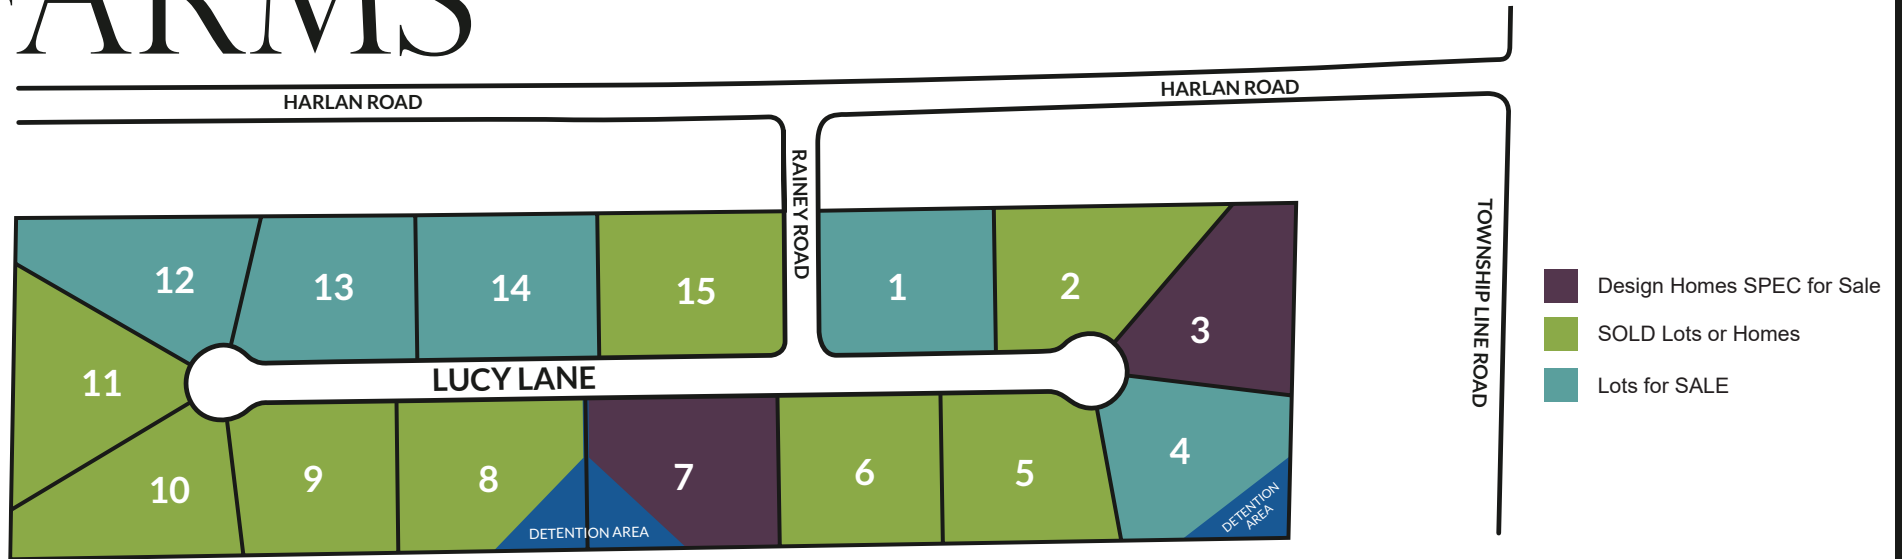 ARMS
HARLAN ROAD
HARLAN ROAD
RAINEY ROAD
TOWNSHIP LINE ROAD
12
13
14
15
1
2
3
11
LUCY LANE
10
9
8
7
6
5
4
DETENTION AREA
DETENTION
AREA
Design Homes SPEC for Sale
SOLD Lots or Homes
Lots for SALE